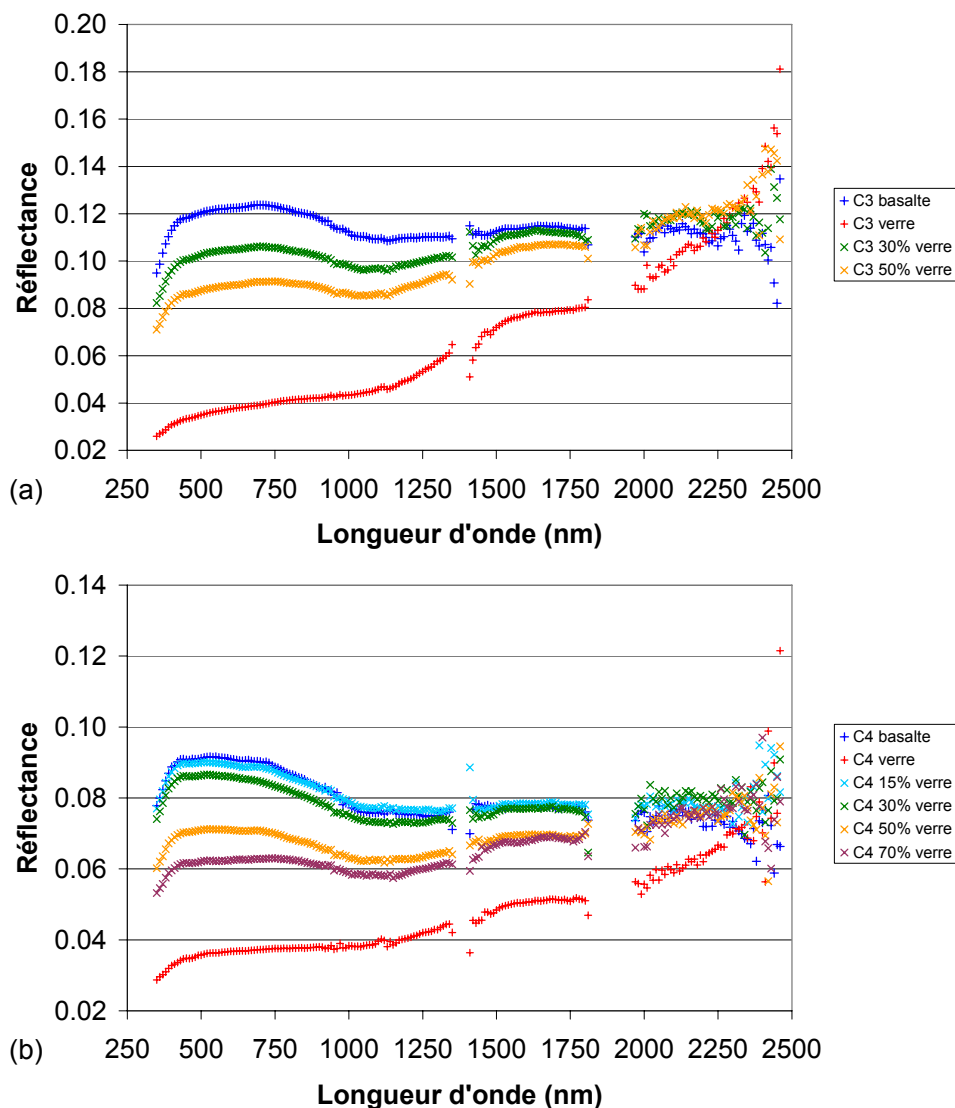 0.20
0.18
0.16
0.14
0.12
0.10
0.08
0.06
0.04
0.02
Réflectance
250 500 750 1000 1250 1500 1750 2000 2250 2500
(a)
Longueur d'onde (nm)
C3 basalte
C3 verre
C3 30% verre
C3 50% verre
0.14
0.12
0.10
0.08
0.06
0.04
0.02
Réflectance
250 500 750 1000 1250 1500 1750 2000 2250 2500
(b)
Longueur d'onde (nm)
C4 basalte
C4 verre
C4 15% verre
C4 30% verre
C4 50% verre
C4 70% verre